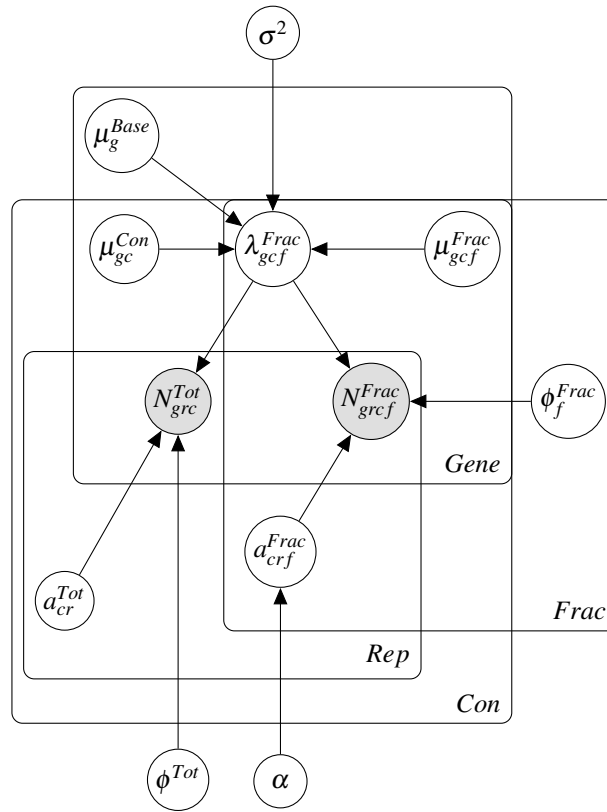 σ²
μ_g^{Base}
μ_{gc}^{Con}
λ_{gcf}^{Frac}
μ_{gcf}^{Frac}
N_{grc}^{Tot}
N_{grcf}^{Frac}
ϕ_f^{Frac}
Gene
a_{crf}^{Frac}
a_{cr}^{Tot}
Frac
Rep
Con
ϕ^{Tot}
α